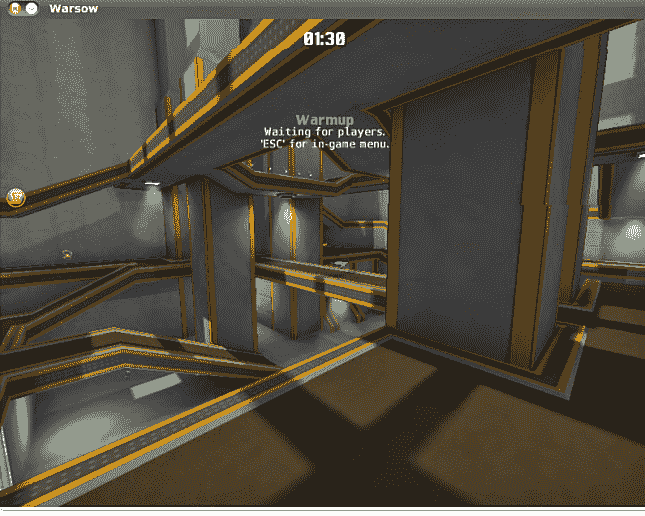 Warsow
01:30
Warmup
Waiting for players.
'ESC' for in-game menu.